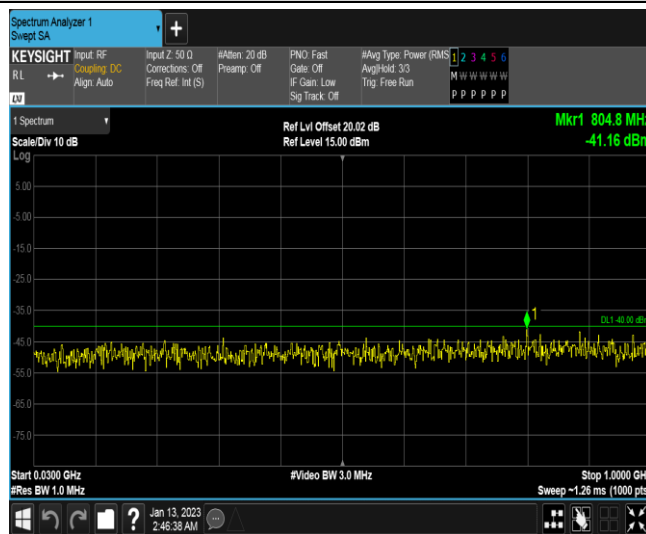 Spectrum Analyzer 1
Swept SA
+
KEYSIGHT Input: RF Input Z: 50 Ω #Atten: 20 dB PNO: Fast #Avg Type: Power (RMS 1 2 3 4 5 6
RL Coupling: DC Corrections: Off Preamp: Off Gate: Off Avg|Hold: 3/3 M W W W W W
Align: Auto Freq Ref: Int (S) IF Gain: Low Trig: Free Run
Sig Track: Off P P P P P P
LXI
1 Spectrum Ref Lvl Offset 20.02 dB Mkr1 804.8 MHz
Scale/Div 10 dB Ref Level 15.00 dBm -41.16 dBm
Log
5.00
-5.00
-15.0
-25.0
-35.0
1
DL1 -40.00 dBm
-45.0
-55.0
-65.0
-75.0
Start 0.0300 GHz #Video BW 3.0 MHz Stop 1.0000 GH
#Res BW 1.0 MHz Sweep ~1.26 ms (1000 pts
? Jan 13, 2023
2:46:38 AM